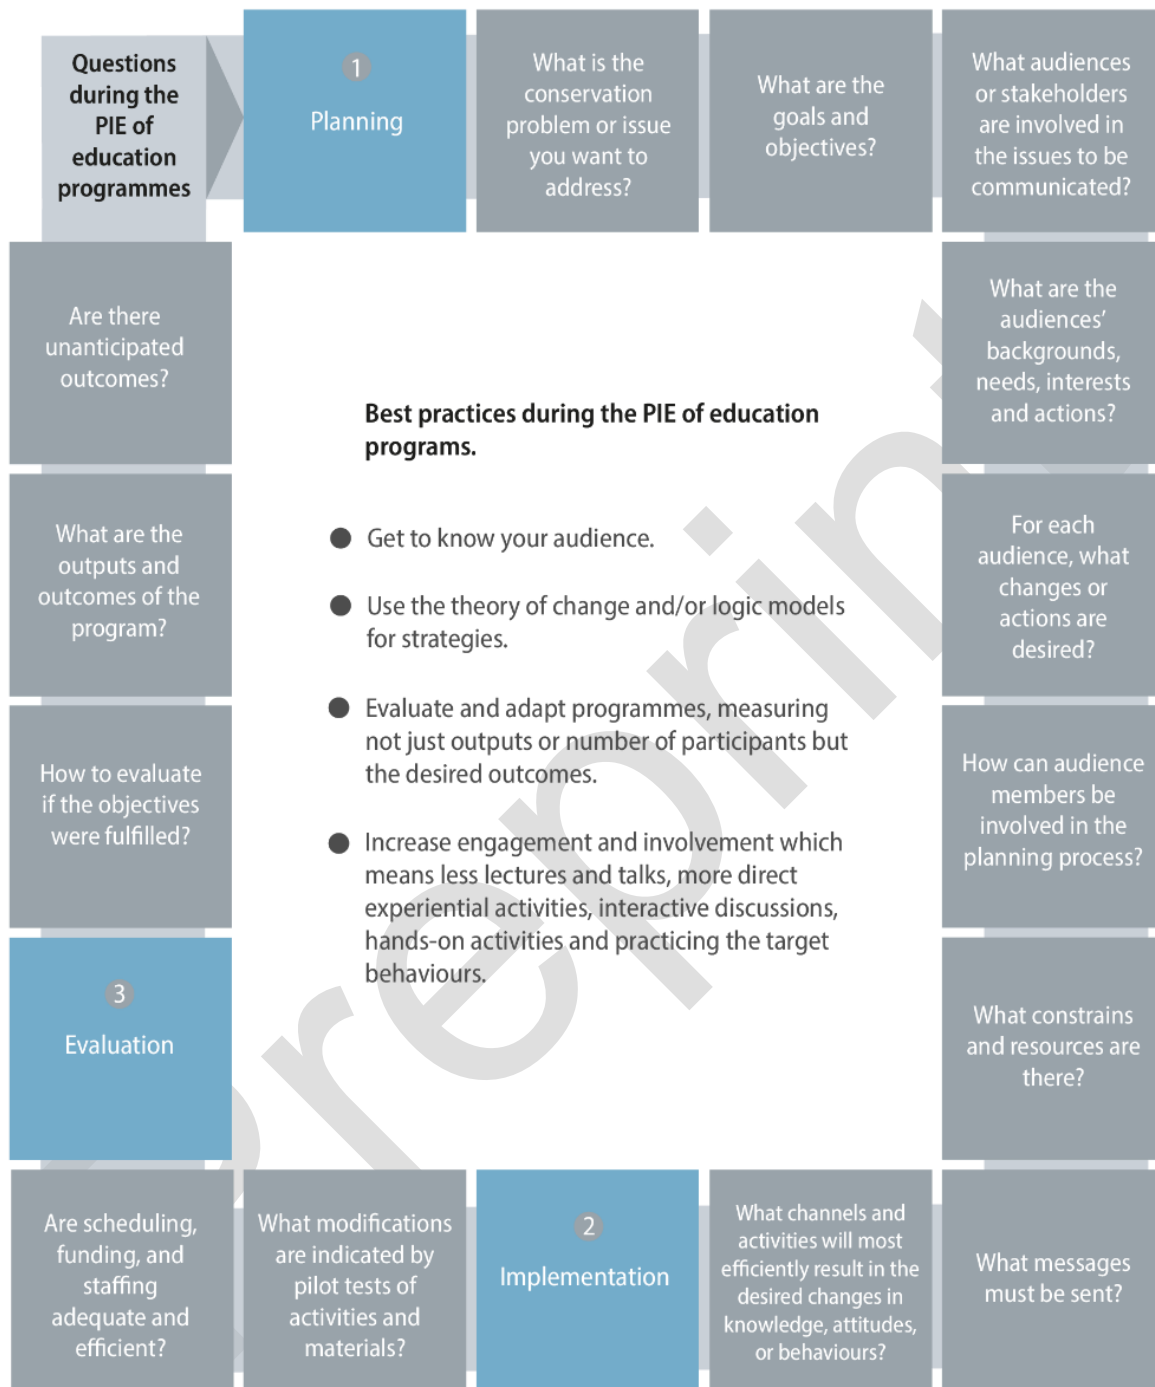 Questions
during the
PIE of
education
programmes
1
Planning
What is the
conservation
problem or issue
you want to
address?
What are the
goals and
objectives?
What audiences
or stakeholders
are involved in
the issues to be
communicated?
What are the
audiences'
backgrounds,
needs, interests
and actions?
For each
audience, what
changes or
actions are
desired?
How can audience
members be
involved in the
planning process?
What constrains
and resources are
there?
What messages
must be sent?
What channels and
activities will most
efficiently result in the
desired changes in
knowledge, attitudes,
or behaviours?
2
Implementation
What modifications
are indicated by
pilot tests of
activities and
materials?
Are scheduling,
funding, and
staffing
adequate and
efficient?
3
Evaluation
How to evaluate
if the objectives
were fulfilled?
What are the
outputs and
outcomes of the
program?
Are there
unanticipated
outcomes?
Best practices during the PIE of education
programs.
● Get to know your audience.
● Use the theory of change and/or logic models
for strategies.
● Evaluate and adapt programmes, measuring
not just outputs or number of participants but
the desired outcomes.
● Increase engagement and involvement which
means less lectures and talks, more direct
experiential activities, interactive discussions,
hands-on activities and practicing the target
behaviours.
Preprint